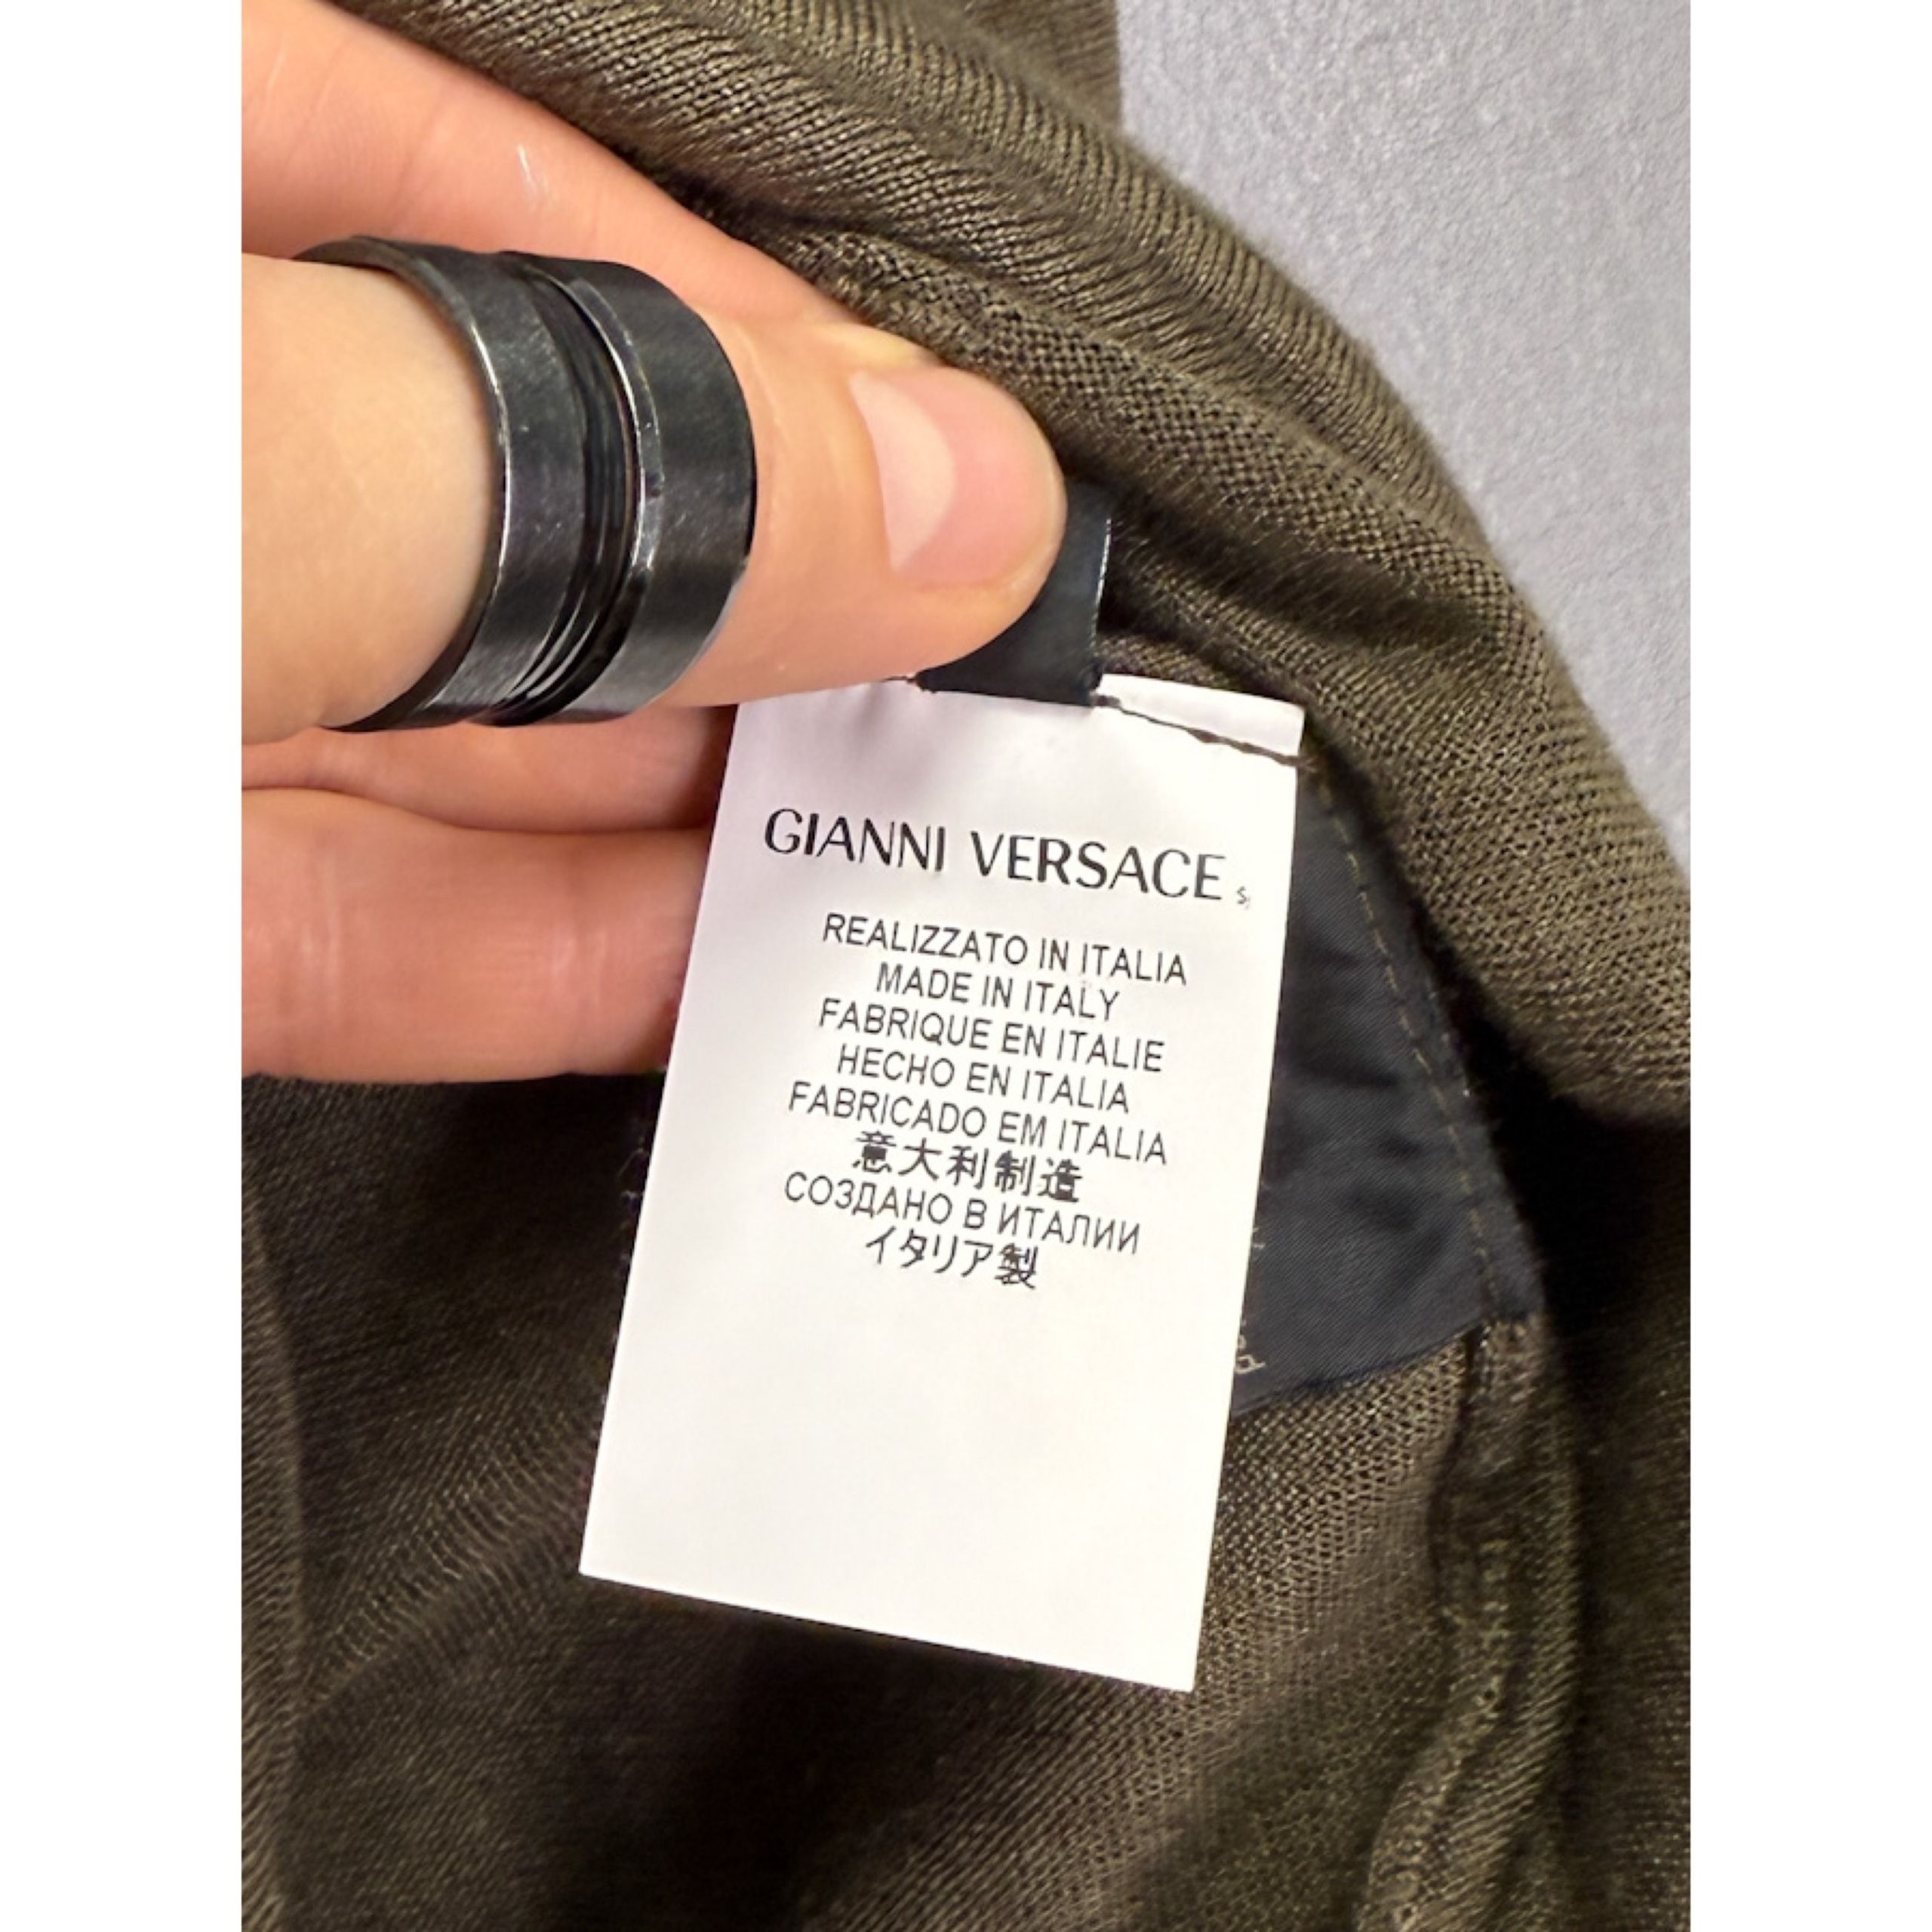 GIANNI VERSACE
REALIZZATO IN ITALIA
MADE IN ITALY
FABRIQUE EN ITALIE
HECHO EN ITALIA
FABRICADO EM ITALIA
意大利制造
СОЗДАНО В ИТАЛИИ
イタリア製